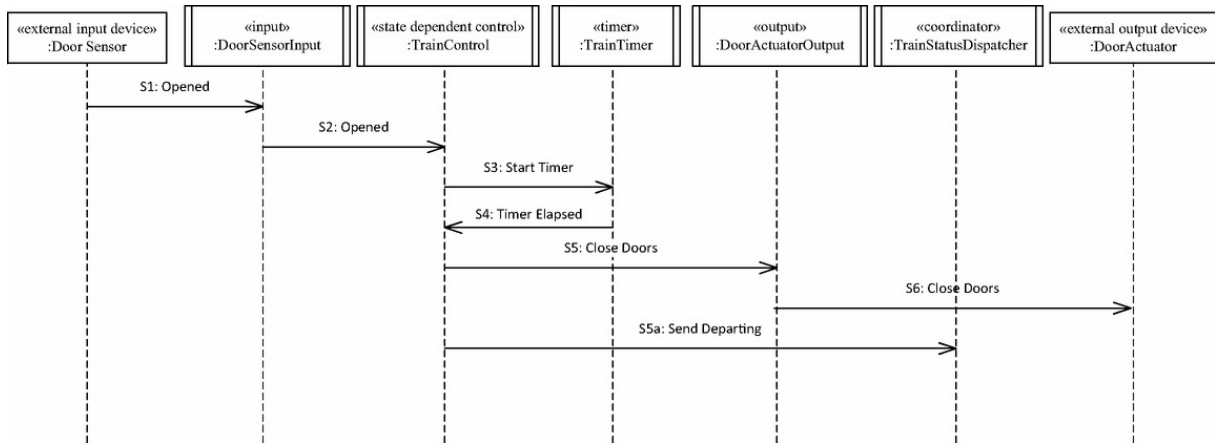 «external input device»
:Door Sensor
«input»
:DoorSensorInput
«state dependent control»
:TrainControl
«timer»
:TrainTimer
«output»
:DoorActuatorOutput
«coordinator»
:TrainStatusDispatcher
«external output device»
:DoorActuator
S1: Opened
S2: Opened
S3: Start Timer
S4: Timer Elapsed
S5: Close Doors
S6: Close Doors
S5a: Send Departing